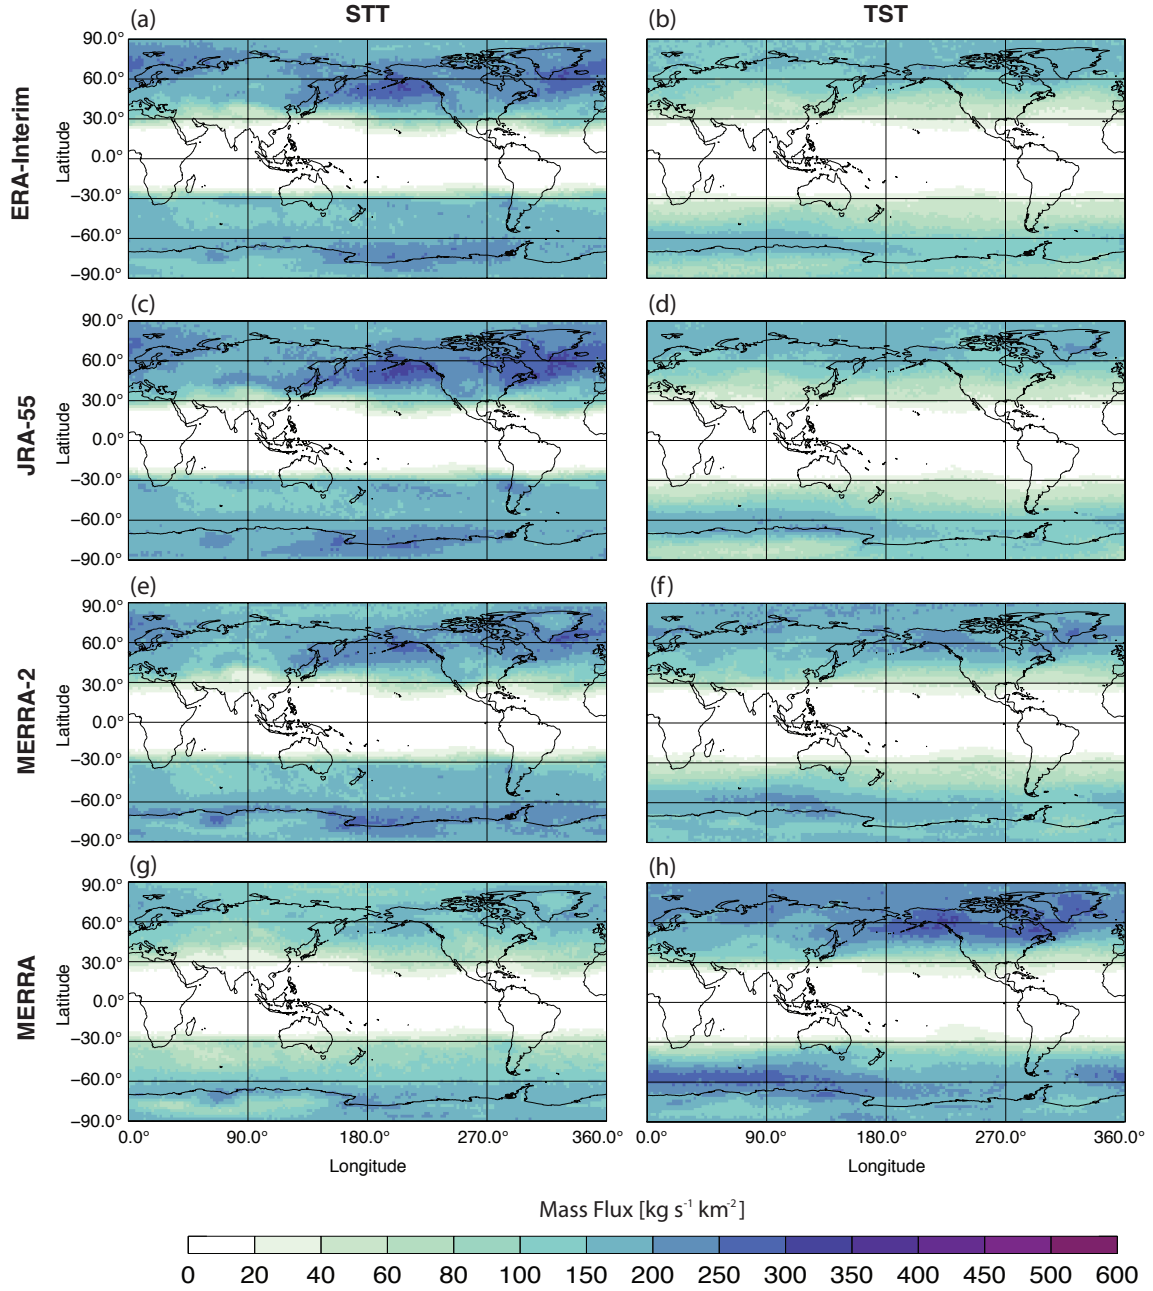 STT TST
(a) (b)
ERA-Interim
Latitude
90.0°
60.0°
30.0°
0.0°
−30.0°
−60.0°
−90.0°
(c) (d)
JRA-55
Latitude
90.0°
60.0°
30.0°
0.0°
−30.0°
−60.0°
−90.0°
(e) (f)
MERRA-2
Latitude
90.0°
60.0°
30.0°
0.0°
−30.0°
−60.0°
−90.0°
(g) (h)
MERRA
Latitude
90.0°
60.0°
30.0°
0.0°
−30.0°
−60.0°
−90.0°
0.0° 90.0° 180.0° 270.0° 360.0° 0.0° 90.0° 180.0° 270.0° 360.0°
Longitude Longitude
Mass Flux [kg s⁻¹ km⁻²]
0 20 40 60 80 100 150 200 250 300 350 400 450 500 600